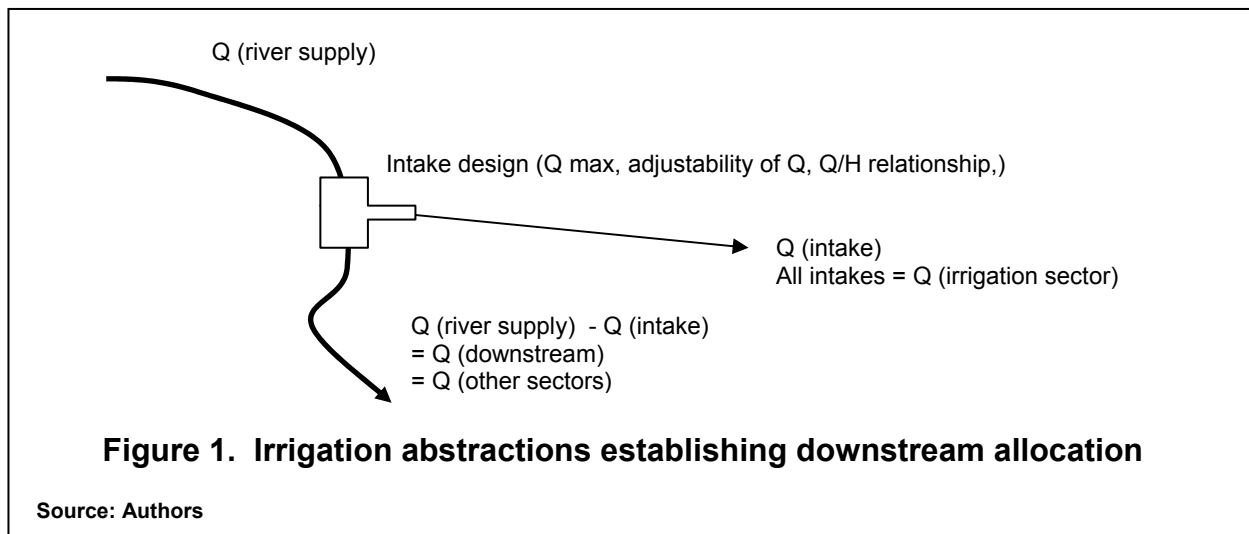 Q (river supply)
Intake design (Q max, adjustability of Q, Q/H relationship,)
Q (intake)
All intakes = Q (irrigation sector)
Q (river supply)  - Q (intake)
= Q (downstream)
= Q (other sectors)
Figure 1.  Irrigation abstractions establishing downstream allocation
Source: Authors